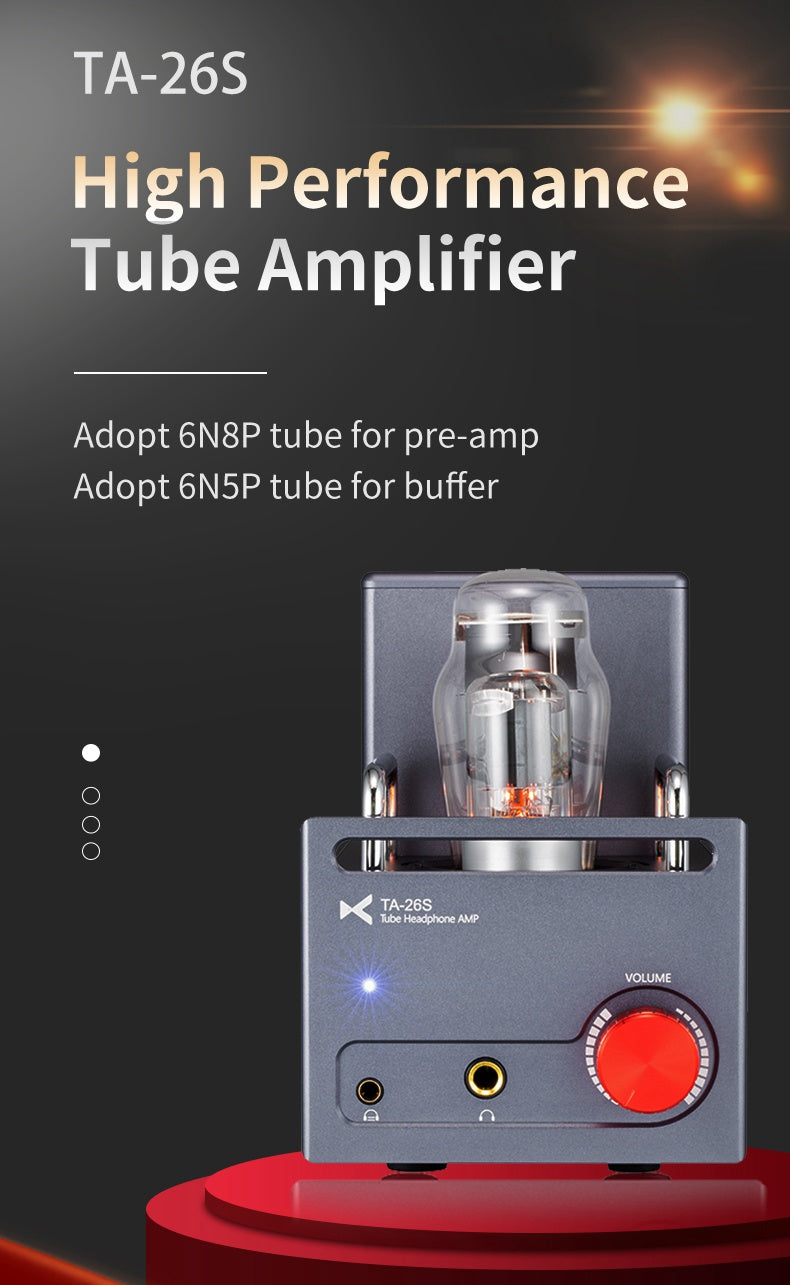 TA-26S
High Performance
Tube Amplifier
Adopt 6N8P tube for pre-amp
Adopt 6N5P tube for buffer
TA-26S
Tube Headphone AMP
VOLUME